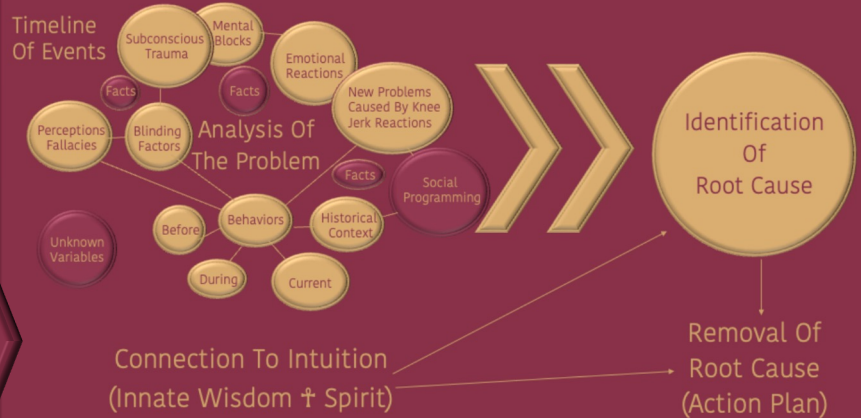 Timeline
Of Events
Subconscious
Trauma
Mental
Blocks
Emotional
Reactions
Facts
Facts
New Problems
Caused By Knee
Jerk Reactions
Perceptions
Fallacies
Blinding
Factors
Analysis Of
The Problem
Facts
Social
Programming
Before
Behaviors
Historical
Context
Unknown
Variables
During
Current
Identification
Of
Root Cause
Connection To Intuition
(Innate Wisdom ☥ Spirit)
Removal Of
Root Cause
(Action Plan)